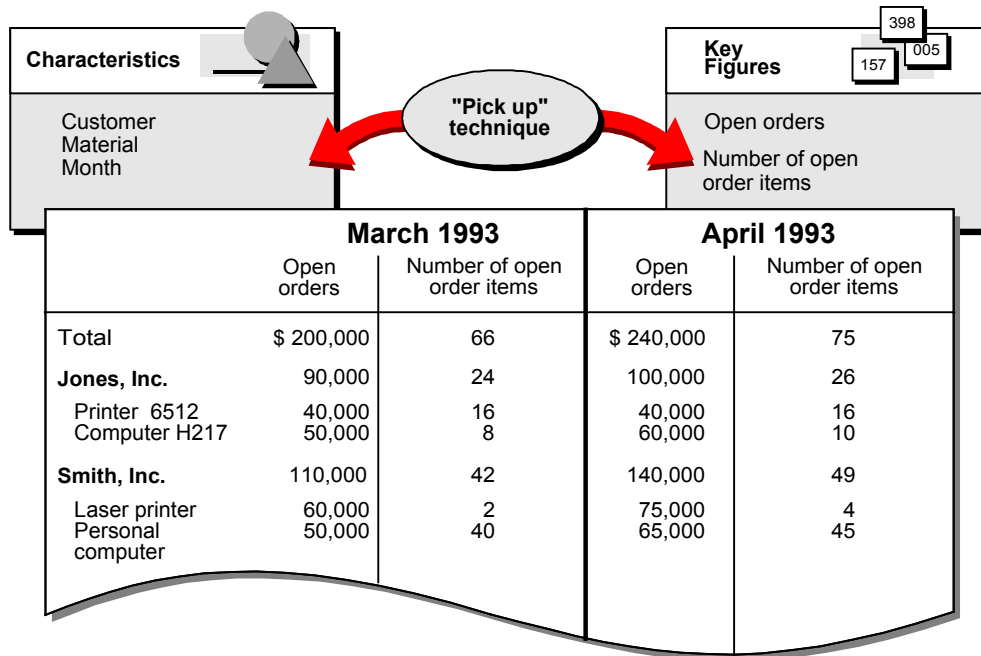 Characteristics
Customer
Material
Month
"Pick up"
technique
Key
Figures
398
005
157
Open orders
Number of open
order items
March 1993 April 1993
Open Number of open Open Number of open
orders order items orders order items
Total $ 200,000 66 $ 240,000 75
Jones, Inc. 90,000 24 100,000 26
Printer 6512 40,000 16 40,000 16
Computer H217 50,000 8 60,000 10
Smith, Inc. 110,000 42 140,000 49
Laser printer 60,000 2 75,000 4
Personal 50,000 40 65,000 45
computer